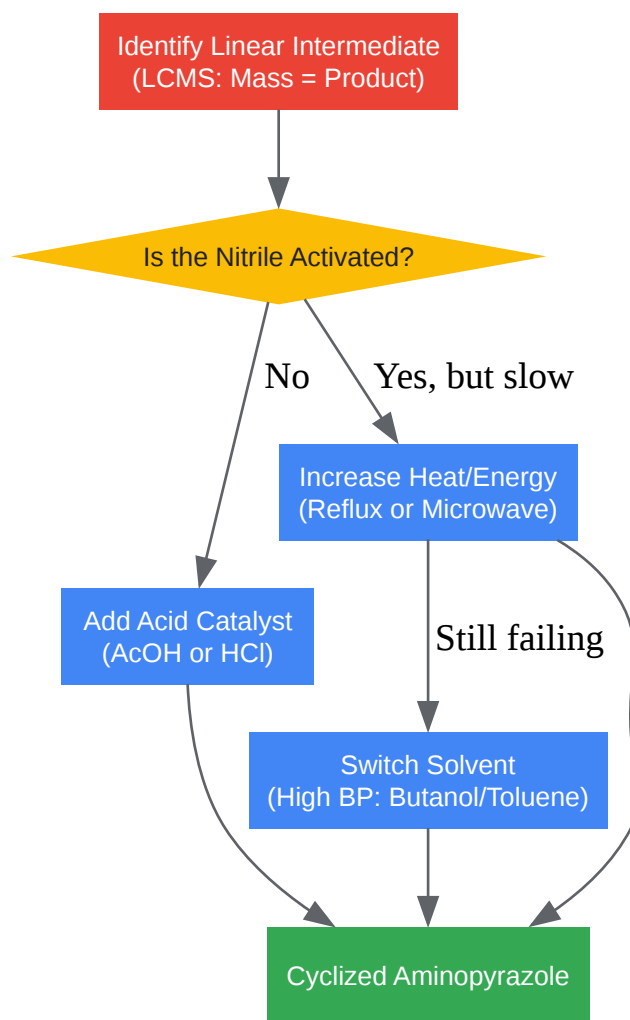 Identify Linear Intermediate
(LCMS: Mass = Product)
Is the Nitrile Activated?
No
Yes, but slow
Increase Heat/Energy
(Reflux or Microwave)
Add Acid Catalyst
(AcOH or HCl)
Still failing
Switch Solvent
(High BP: Butanol/Toluene)
Cyclized Aminopyrazole